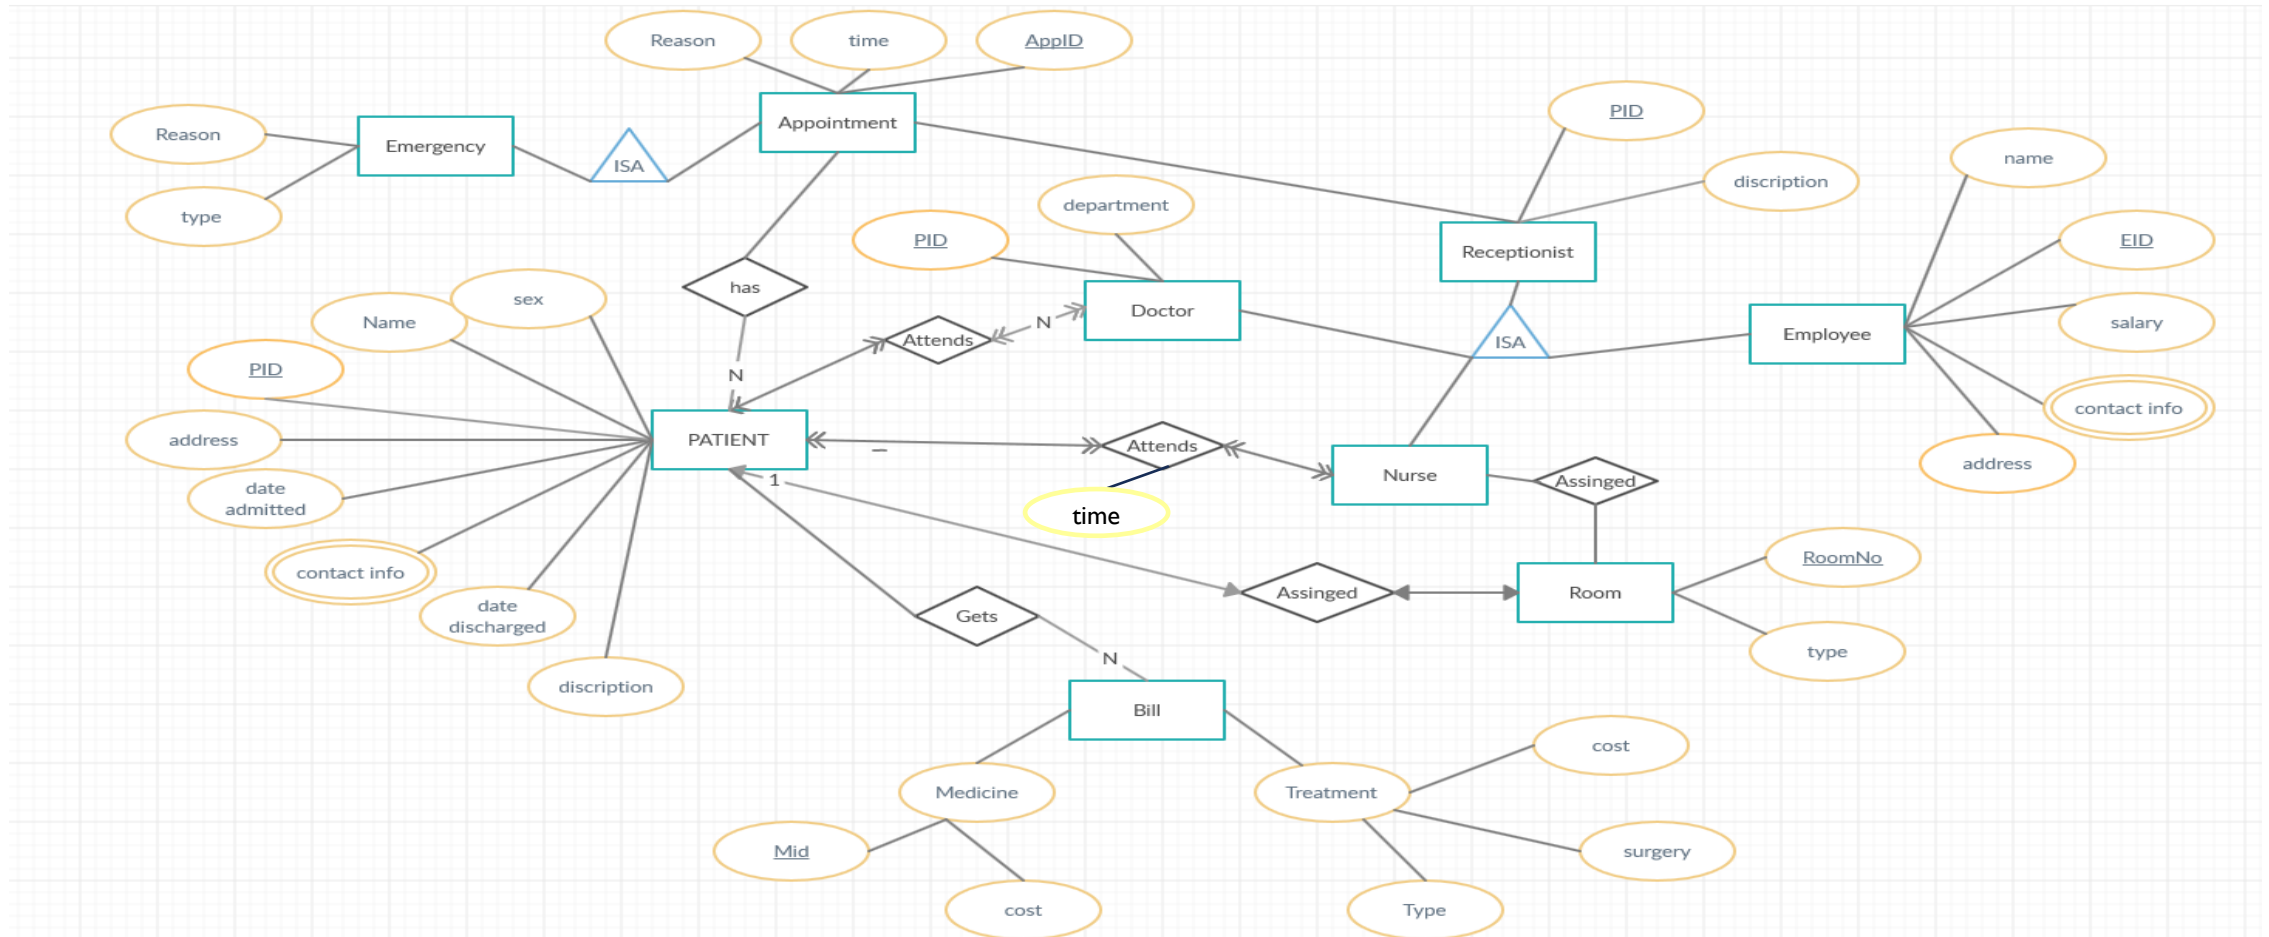 Reason
time
AppID
Reason
Emergency
type
ISA
Appointment
PID
discription
name
EID
salary
contact info
address
Receptionist
Employee
ISA
department
PID
Doctor
has
Attends
N
N
sex
Name
PID
address
date
admitted
contact info
date
discharged
discription
PATIENT
–
1
Attends
time
Nurse
Assinged
Assinged
Room
RoomNo
type
Gets
N
Bill
Medicine
Mid
cost
Treatment
cost
surgery
Type